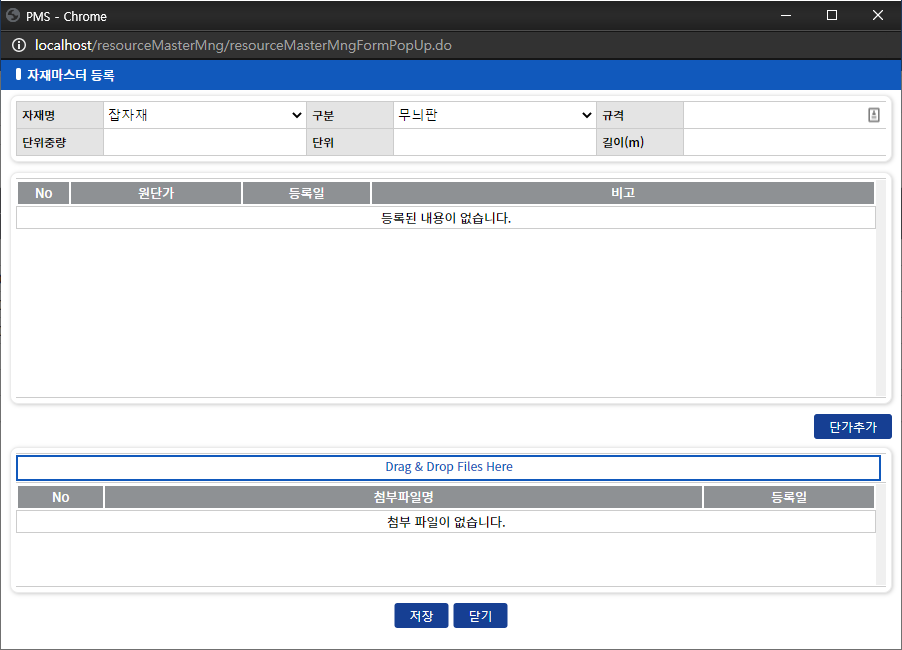 PMS - Chrome
localhost/resourceMasterMng/resourceMasterMngFormPopUp.do
자재마스터 등록
자재명 잡자재 구분 무늬판 규격
단위중량 단위 길이(m)
No 원단가 등록일 비고
등록된 내용이 없습니다.
단가추가
Drag & Drop Files Here
No 첨부파일명 등록일
첨부 파일이 없습니다.
저장 닫기